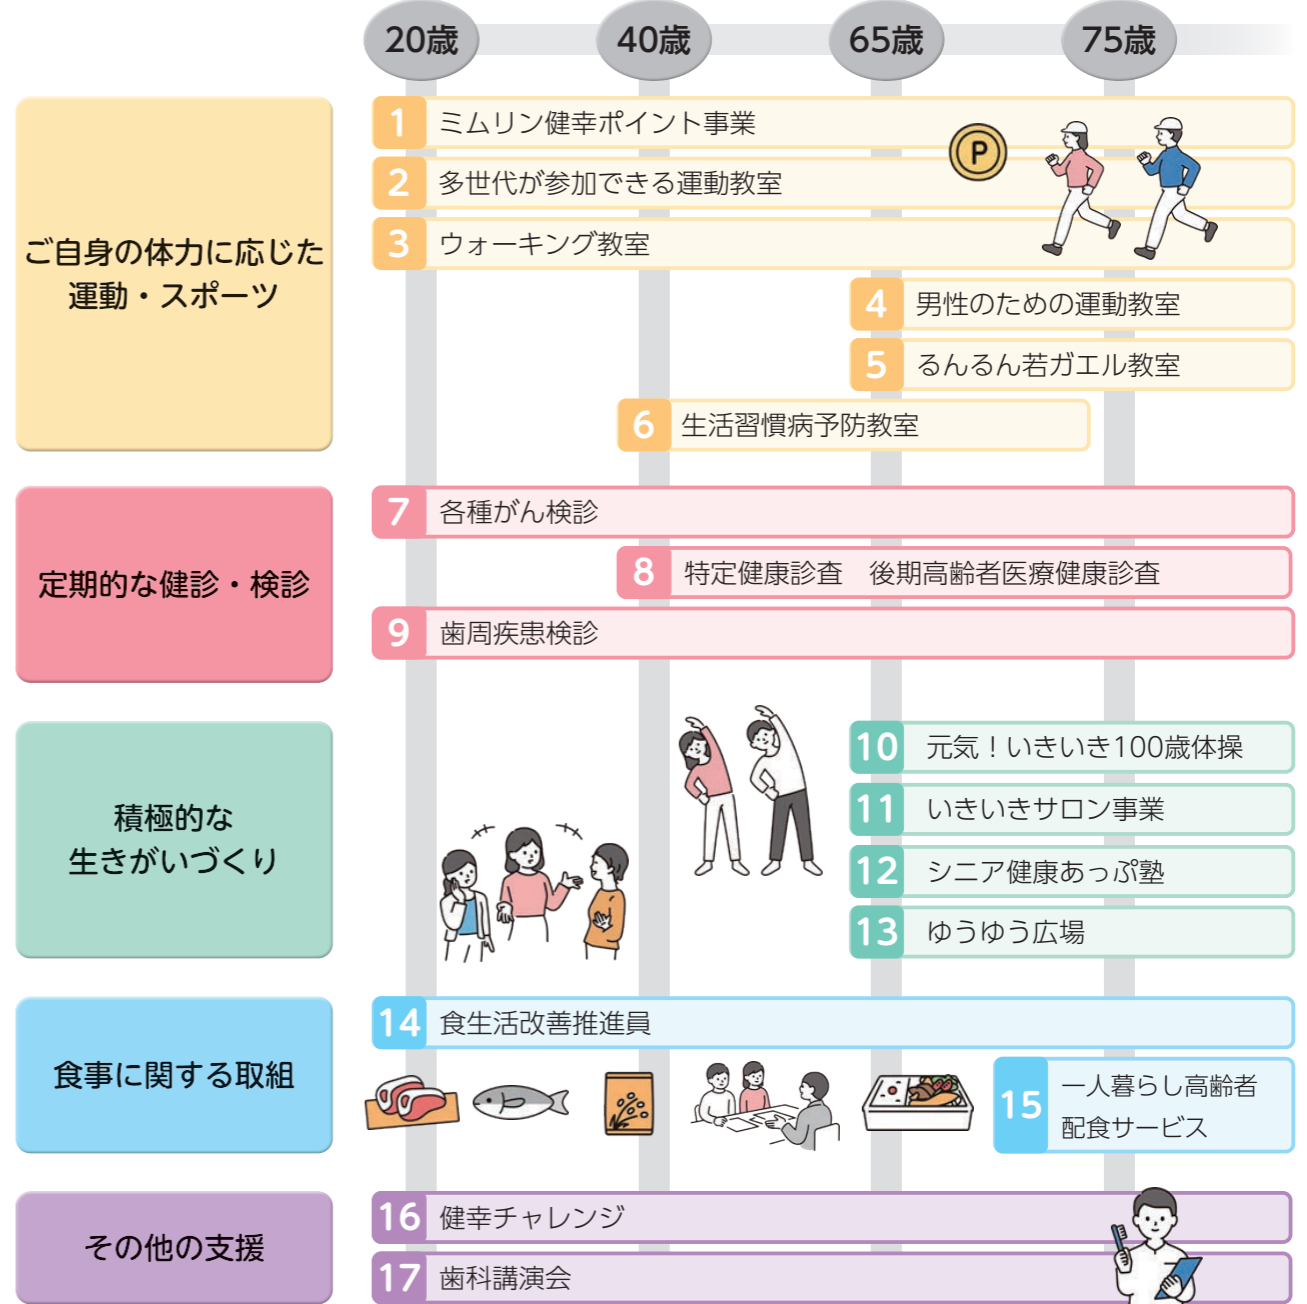 20歳 40歳 65歳 75歳
ご自身の体力に応じた
運動・スポーツ
1 ミムリン健幸ポイント事業
P
2 多世代が参加できる運動教室
3 ウォーキング教室
4 男性のための運動教室
5 るんるん若ガエル教室
6 生活習慣病予防教室
定期的な健診・検診
7 各種がん検診
8 特定健康診査 後期高齢者医療健康診査
9 歯周疾患検診
積極的な
生きがいづくり
10 元気！いきいき100歳体操
11 いきいきサロン事業
12 シニア健康あっぷ塾
13 ゆうゆう広場
食事に関する取組
14 食生活改善推進員
15 一人暮らし高齢者
配食サービス
その他の支援
16 健幸チャレンジ
17 歯科講演会